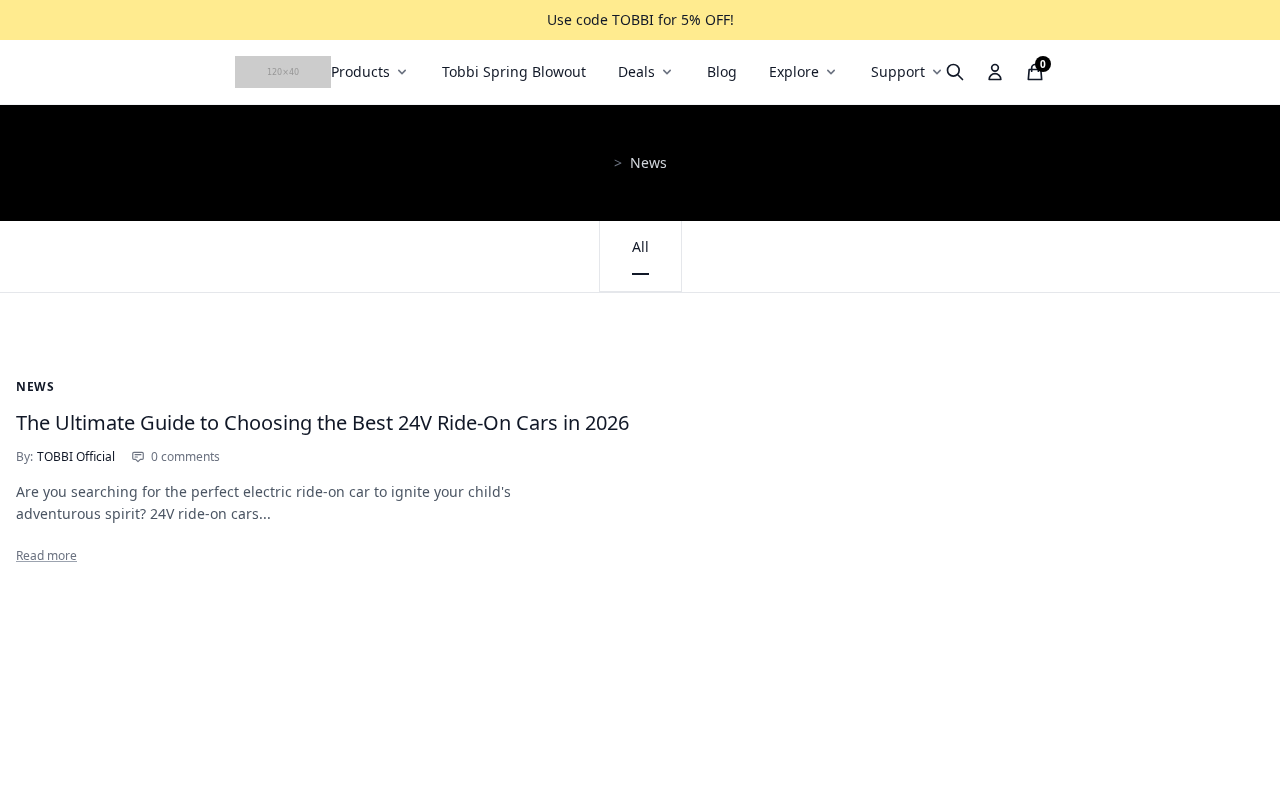 Use code TOBBI for 5% OFF!
120×40
Products
Tobbi Spring Blowout
Deals
Blog
Explore
Support
0
> News
All
NEWS
The Ultimate Guide to Choosing the Best 24V Ride-On Cars in 2026
By: TOBBI Official 0 comments
Are you searching for the perfect electric ride-on car to ignite your child's
adventurous spirit? 24V ride-on cars...
Read more